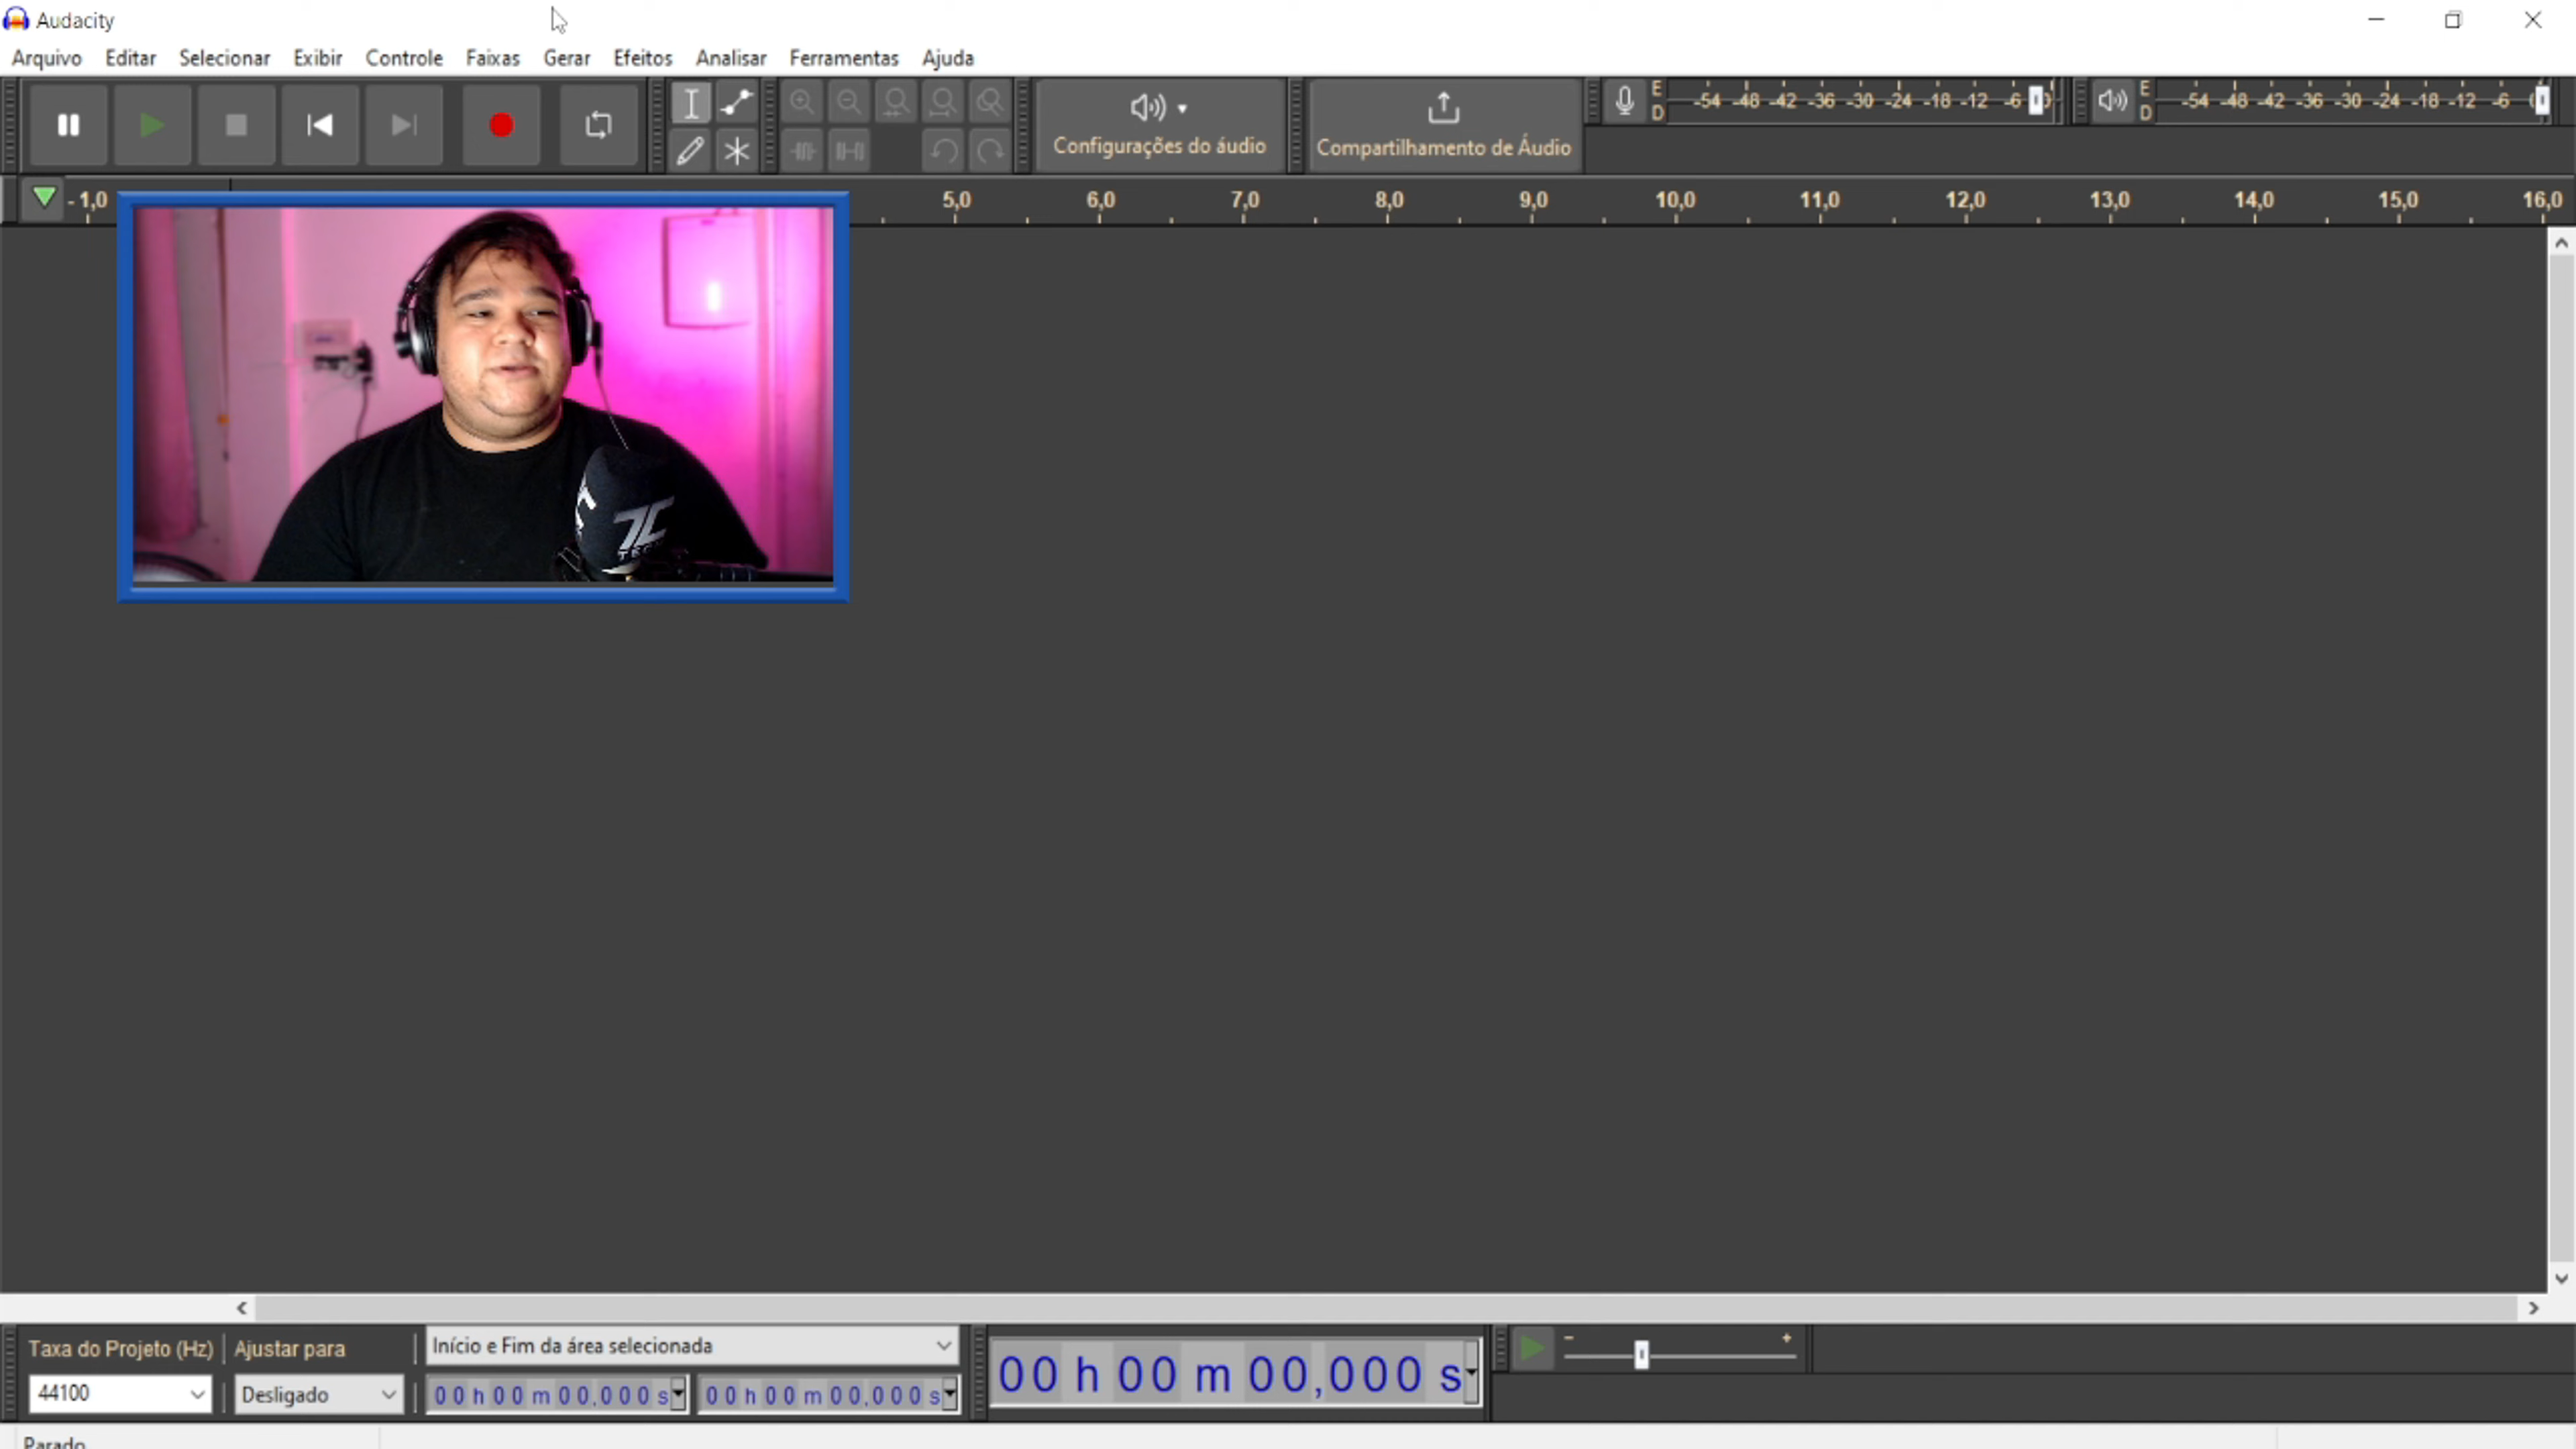 Audacity
Arquivo Editar Selecionar Exibir Controle Faixas Gerar Efeitos Analisar Ferramentas Ajuda
E
D
-54 -48 -42 -36 -30 -24 -18 -12 -6
E
D
-54 -48 -42 -36 -30 -24 -18 -12 -6
Configurações do áudio
Compartilhamento de Áudio
- 1,0
5,0 6,0 7,0 8,0 9,0 10,0 11,0 12,0 13,0 14,0 15,0 16,0
TC
Taxa do Projeto (Hz)
Ajustar para
Início e Fim da área selecionada
44100
Desligado
00 h 00 m 00,000 s
00 h 00 m 00,000 s
00 h 00 m 00,000 s
- +
Parado